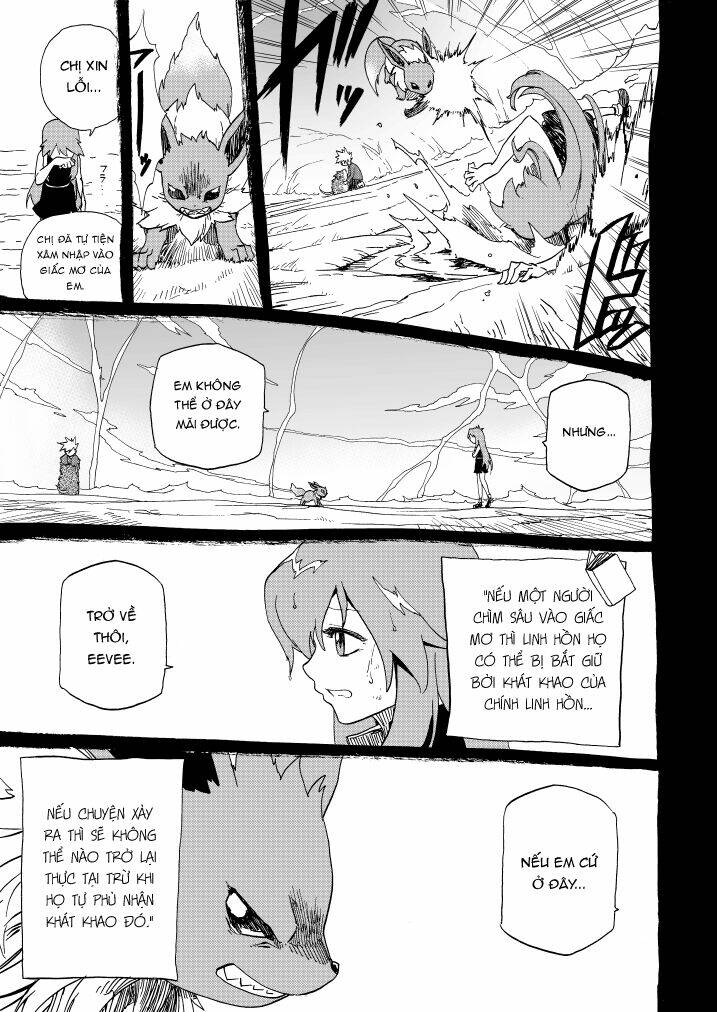 CHỊ XIN
LỖI...
CHỊ ĐÃ TỰ TIỆN
XÂM NHẬP VÀO
GIẤC MƠ CỦA
EM.
NHƯNG...
EM KHÔNG
THỂ Ở ĐÂY
MÃI ĐƯỢC.
"NẾU MỘT NGƯỜI
CHÌM SÂU VÀO GIẤC
MƠ THÌ LINH HỒN HỌ
CÓ THỂ BỊ BẮT GIỮ
BỞI KHÁT KHAO CỦA
CHÍNH LINH HỒN...
TRỞ VỀ
THÔI,
EEVEE.
NẾU EM CỨ
Ở ĐÂY...
NẾU CHUYỆN XẢY
RA THÌ SẼ KHÔNG
THỂ NÀO TRỞ LẠI
THỰC TẠI TRỪ KHI
HỌ TỰ PHỦ NHẬN
KHÁT KHAO ĐÓ."